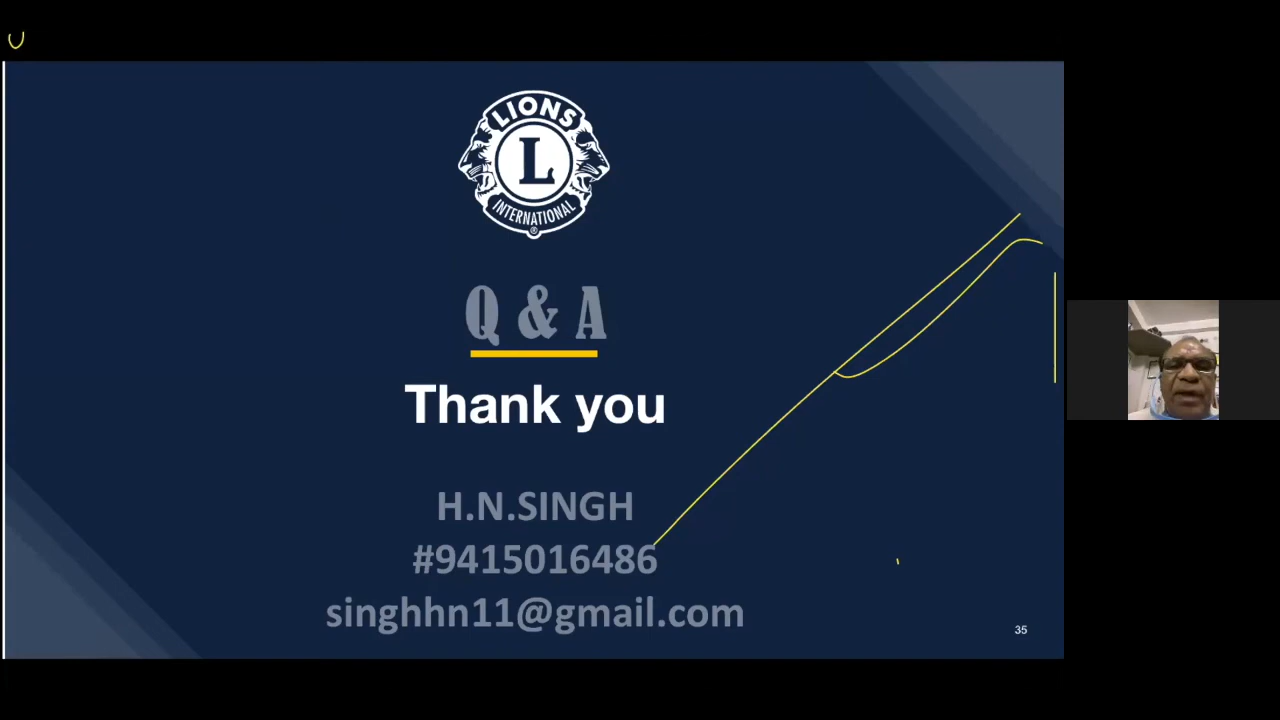 LIONS
L
INTERNATIONAL
®
Q & A
Thank you
H.N.SINGH
#9415016486
singhhn11@gmail.com
35